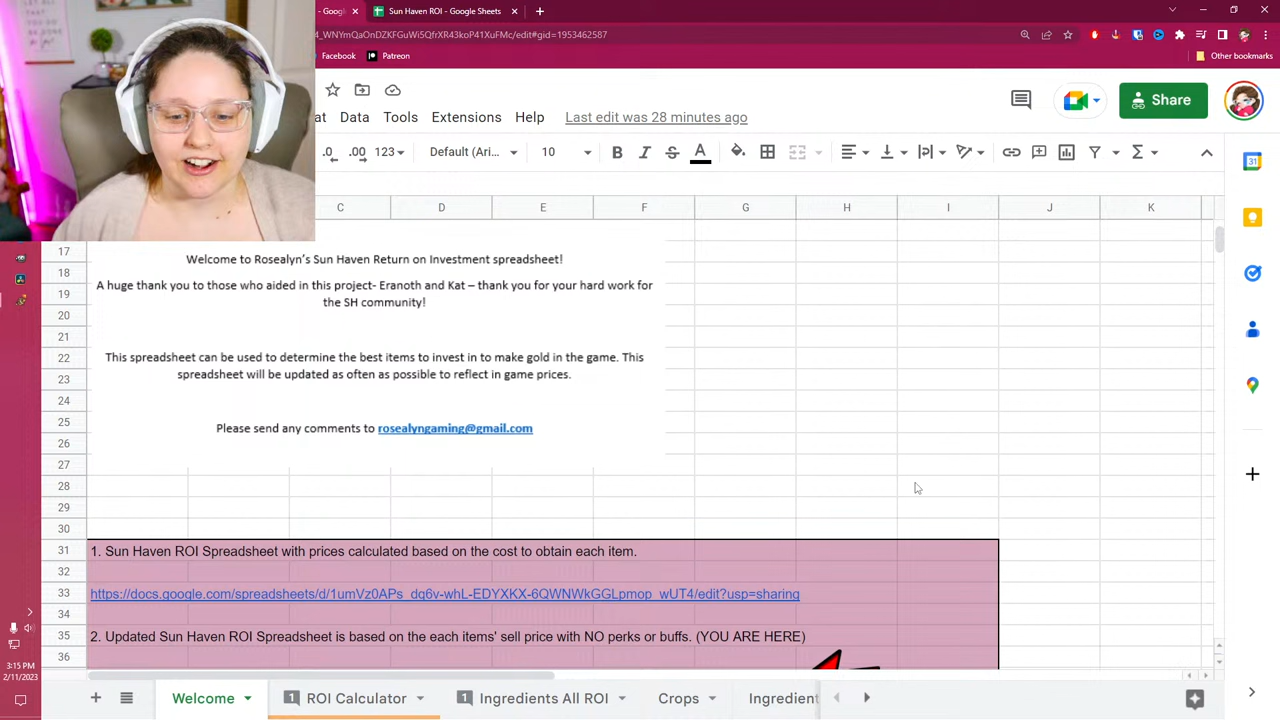 Googl × Sun Haven ROI - Google Sheets × +
_WNYmQaOnDZKFGuWi5QfrXR43koP41XuFMc/edit#gid=1953462587
Facebook Patreon Other bookmarks
at Data Tools Extensions Help Last edit was 28 minutes ago Share
.0 .00 123 Default (Ari... 10 B I S A Σ
C D E F G H I J K
17 Welcome to Rosealyn's Sun Haven Return on Investment spreadsheet!
18 A huge thank you to those who aided in this project- Eranoth and Kat – thank you for your hard work for
19 the SH community!
20
21
22 This spreadsheet can be used to determine the best items to invest in to make gold in the game. This
23 spreadsheet will be updated as often as possible to reflect in game prices.
24
25 Please send any comments to rosealyngaming@gmail.com
26
27
28
29
30
31 1. Sun Haven ROI Spreadsheet with prices calculated based on the cost to obtain each item.
32
33 https://docs.google.com/spreadsheets/d/1umVz0APs_dq6v-whL-EDYXKX-6QWNWkGGLpmop_wUT4/edit?usp=sharing
34
35 2. Updated Sun Haven ROI Spreadsheet is based on the each items' sell price with NO perks or buffs. (YOU ARE HERE)
36
3:15 PM
2/11/2023
+ Welcome 1 ROI Calculator 1 Ingredients All ROI Crops Ingredient